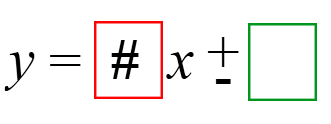 y = # x ±